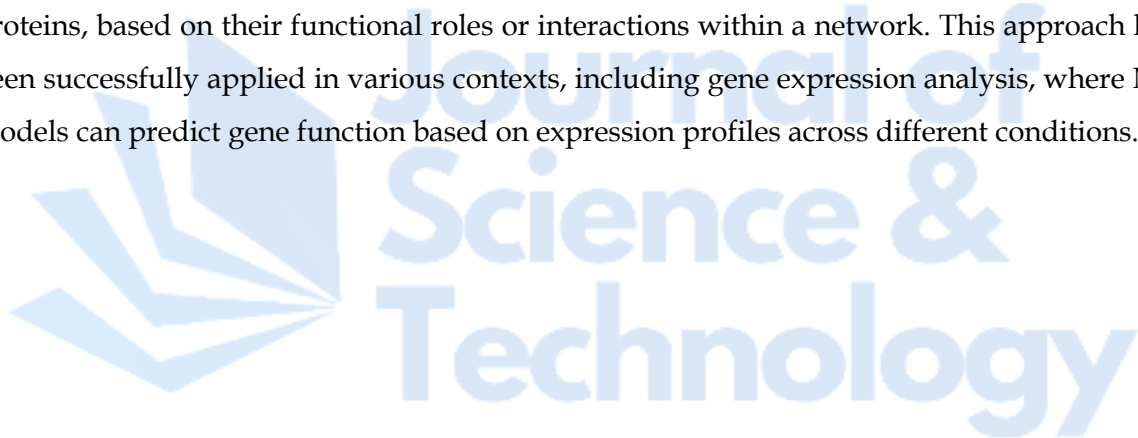 roteins, based on their functional roles or interactions within a network. This approach
een successfully applied in various contexts, including gene expression analysis, where
odels can predict gene function based on expression profiles across different conditions.
Journal of
Science &
Technology